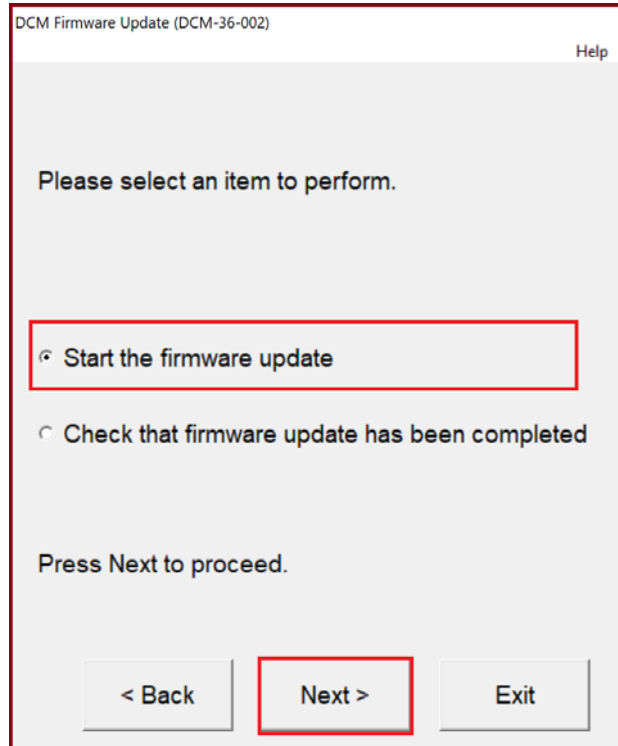 DCM Firmware Update (DCM-36-002)
Help
Please select an item to perform.
Start the firmware update
Check that firmware update has been completed
Press Next to proceed.
< Back
Next >
Exit